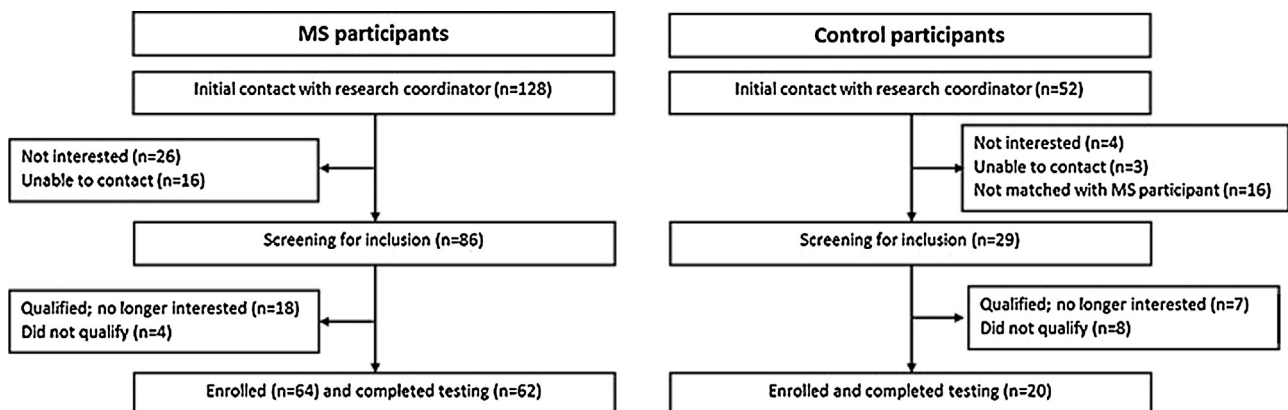 MS participants
Initial contact with research coordinator (n=128)
Not interested (n=26)
Unable to contact (n=16)
Screening for inclusion (n=86)
Qualified; no longer interested (n=18)
Did not qualify (n=4)
Enrolled (n=64) and completed testing (n=62)
Control participants
Initial contact with research coordinator (n=52)
Not interested (n=4)
Unable to contact (n=3)
Not matched with MS participant (n=16)
Screening for inclusion (n=29)
Qualified; no longer interested (n=7)
Did not qualify (n=8)
Enrolled and completed testing (n=20)